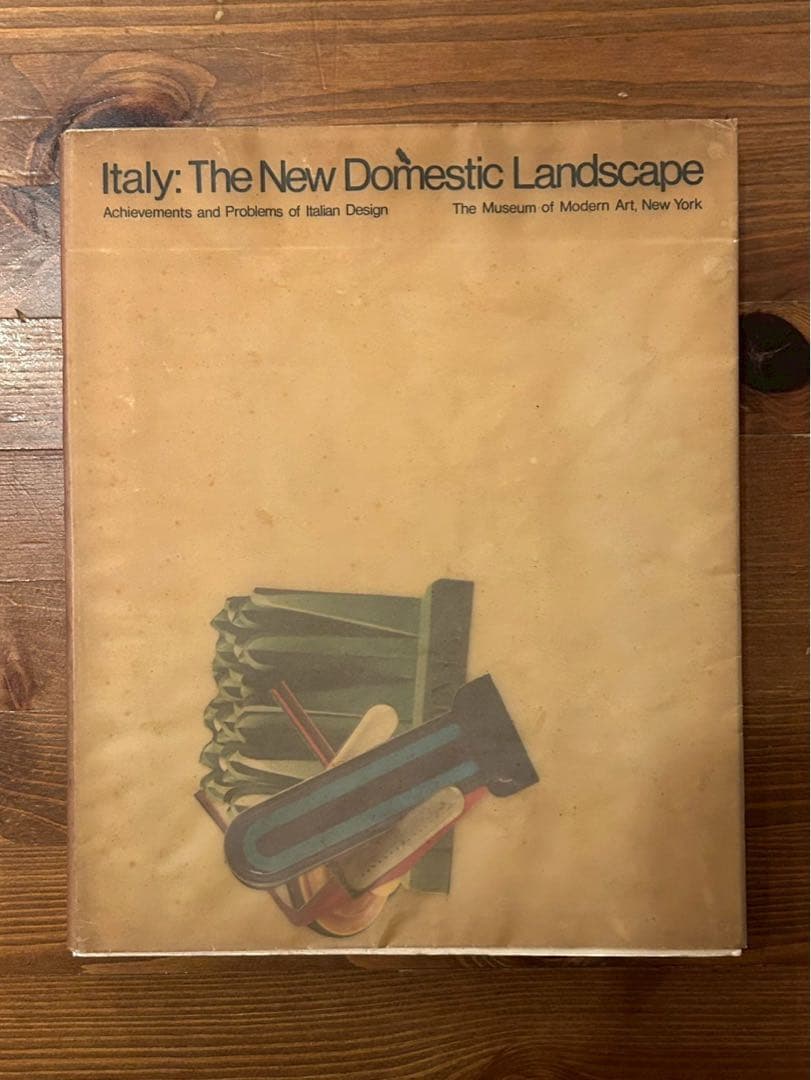 Italy: The New Domestic Landscape
Achievements and Problems of Italian Design The Museum of Modern Art, New York